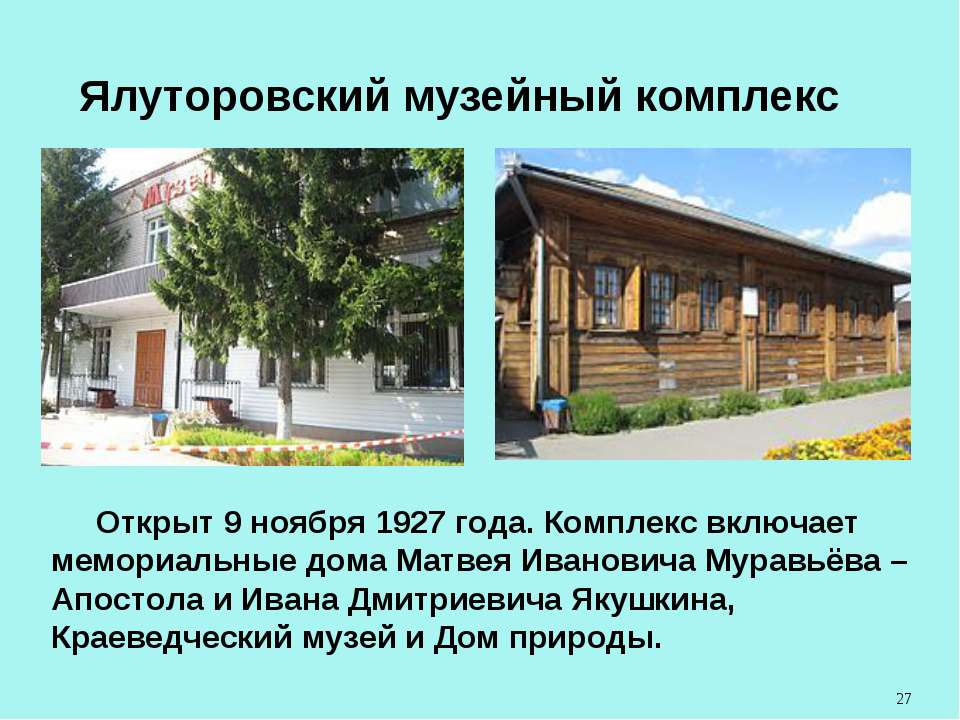 Ялуторовский музейный комплекс
Музей
Открыт 9 ноября 1927 года. Комплекс включает
мемориальные дома Матвея Ивановича Муравьёва –
Апостола и Ивана Дмитриевича Якушкина,
Краеведческий музей и Дом природы.
27